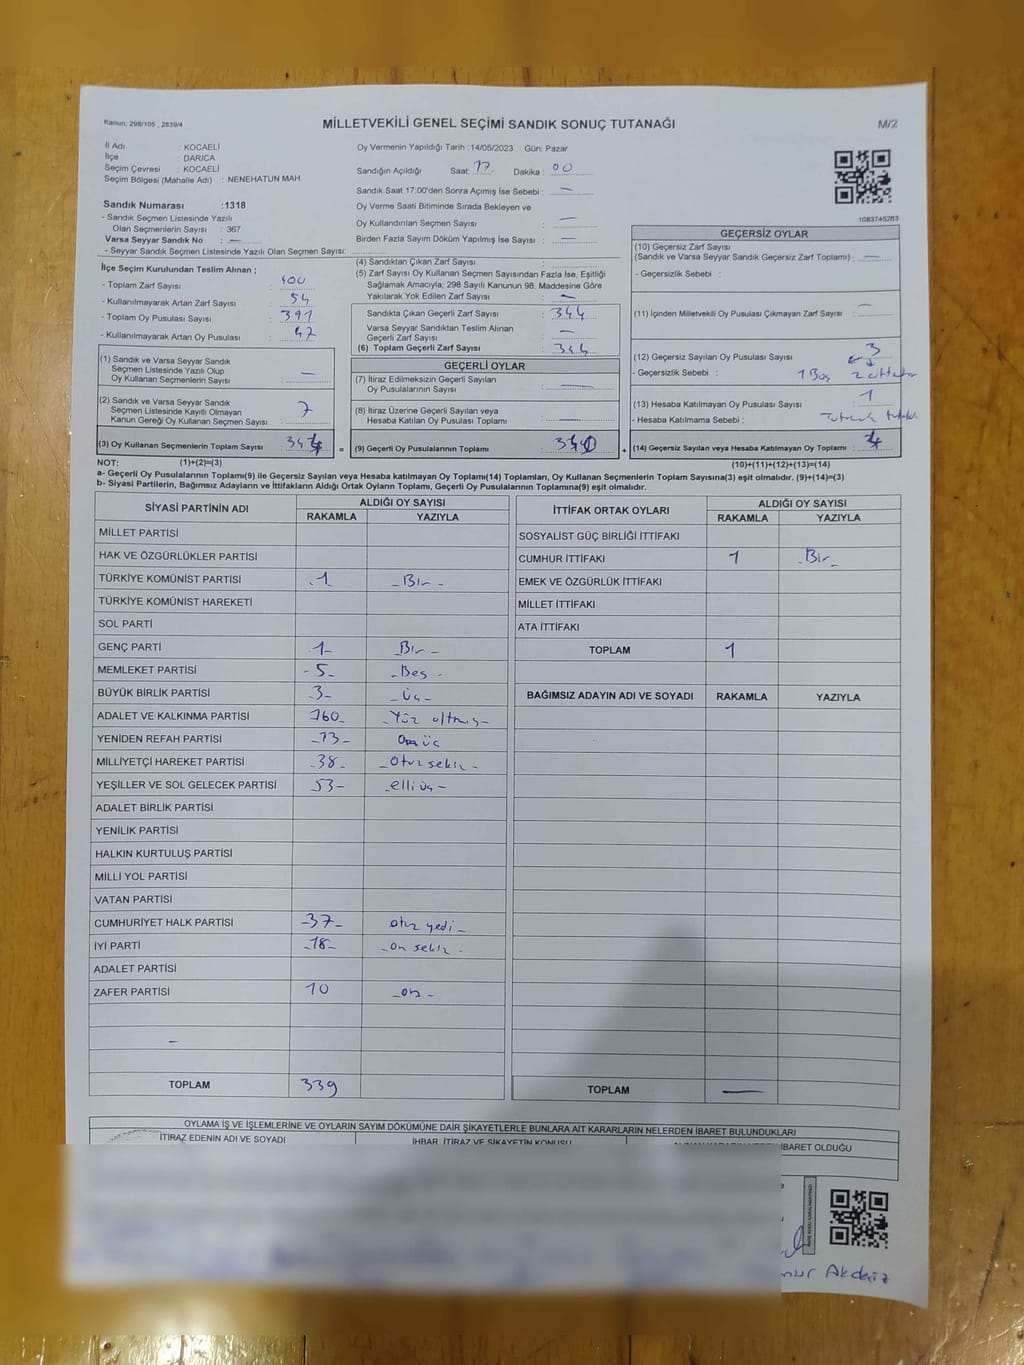 Kanun; 298/105 , 2839/4
MİLLETVEKİLİ GENEL SEÇİMİ SANDIK SONUÇ TUTANAĞI
M/2
İl Adı : KOCAELİ
İlçe : DARICA
Seçim Çevresi : KOCAELİ
Seçim Bölgesi (Mahalle Adı) : NENEHATUN MAH.
Sandık Numarası :1318
- Sandık Seçmen Listesinde Yazılı
Olan Seçmenlerin Sayısı : 367
Varsa Seyyar Sandık No : —
- Seyyar Sandık Seçmen Listesinde Yazılı Olan Seçmen Sayısı:
İlçe Seçim Kurulundan Teslim Alınan ;
- Toplam Zarf Sayısı : 400
- Kullanılmayarak Artan Zarf Sayısı : 54
- Toplam Oy Pusulası Sayısı : 391
- Kullanılmayarak Artan Oy Pusulası : 47
(1) Sandık ve Varsa Seyyar Sandık
Seçmen Listesinde Yazılı Olup
Oy Kullanan Seçmenlerin Sayısı : —
(2) Sandık ve Varsa Seyyar Sandık
Seçmen Listesinde Kayıtlı Olmayan
Kanun Gereği Oy Kullanan Seçmen Sayısı : 7
(3) Oy Kullanan Seçmenlerin Toplam Sayısı : 344
Oy Vermenin Yapıldığı Tarih :14/05/2023 Gün: Pazar
Sandığın Açıldığı Saat: 17 Dakika : 00
Sandık Saat 17:00'den Sonra Açımış İse Sebebi : —
Oy Verme Saati Bitiminde Sırada Bekleyen ve
Oy Kullandırılan Seçmen Sayısı : —
Birden Fazla Sayım Döküm Yapılmış İse Sayısı : —
(4) Sandıktan Çıkan Zarf Sayısı :
(5) Zarf Sayısı Oy Kullanan Seçmen Sayısından Fazla İse, Eşitliği
Sağlamak Amacıyla; 298 Sayılı Kanunun 98. Maddesine Göre
Yakılarak Yok Edilen Zarf Sayısı : —
Sandıkta Çıkan Geçerli Zarf Sayısı : 344
Varsa Seyyar Sandıktan Teslim Alınan
Geçerli Zarf Sayısı : —
(6) Toplam Geçerli Zarf Sayısı : 344
GEÇERLİ OYLAR
(7) İtiraz Edilmeksizin Geçerli Sayılan
Oy Pusulalarının Sayısı : —
(8) İtiraz Üzerine Geçerli Sayılan veya
Hesaba Katılan Oy Pusulası Toplamı : —
= (9) Geçerli Oy Pusulalarının Toplamı : 340
1083745263
GEÇERSİZ OYLAR
(10) Geçersiz Zarf Sayısı
(Sandık ve Varsa Seyyar Sandık Geçersiz Zarf Toplamı) : —
- Geçersizlik Sebebi :
(11) İçinden Milletvekili Oy Pusulası Çıkmayan Zarf Sayısı : —
(12) Geçersiz Sayılan Oy Pusulası Sayısı : 3
- Geçersizlik Sebebi : 1 Boş 2
(13) Hesaba Katılmayan Oy Pusulası Sayısı : 1
- Hesaba Katılmama Sebebi :
+ (14) Geçersiz Sayılan veya Hesaba Katılmayan Oy Toplamı : 4
NOT: (1)+(2)=(3)
(10)+(11)+(12)+(13)=(14)
a- Geçerli Oy Pusulalarının Toplamı(9) ile Geçersiz Sayılan veya Hesaba katılmayan Oy Toplamı(14) Toplamları, Oy Kullanan Seçmenlerin Toplam Sayısına(3) eşit olmalıdır. (9)+(14)=(3)
b- Siyasi Partilerin, Bağımsız Adayların ve İttifakların Aldığı Ortak Oyların Toplamı, Geçerli Oy Pusulalarının Toplamına(9) eşit olmalıdır.
SİYASİ PARTİNİN ADI ALDIĞI OY SAYISI
RAKAMLA YAZIYLA
MİLLET PARTİSİ
HAK VE ÖZGÜRLÜKLER PARTİSİ
TÜRKİYE KOMÜNİST PARTİSİ 1 - Bir -
TÜRKİYE KOMÜNİST HAREKETİ
SOL PARTİ
GENÇ PARTİ 1- - Bir -
MEMLEKET PARTİSİ - 5 - - Beş -
BÜYÜK BİRLİK PARTİSİ - 3 - - üç -
ADALET VE KALKINMA PARTİSİ 160- - Yüz altmış -
YENİDEN REFAH PARTİSİ - 13 - On üç
MİLLİYETÇİ HAREKET PARTİSİ - 38 - - Otuz sekiz -
YEŞİLLER VE SOL GELECEK PARTİSİ 53- - elli üç -
ADALET BİRLİK PARTİSİ
YENİLİK PARTİSİ
HALKIN KURTULUŞ PARTİSİ
MİLLİ YOL PARTİSİ
VATAN PARTİSİ
CUMHURİYET HALK PARTİSİ - 37 - otuz yedi -
İYİ PARTİ - 18 - - on sekiz -
ADALET PARTİSİ
ZAFER PARTİSİ 10 - on -
—
TOPLAM 339
İTTİFAK ORTAK OYLARI ALDIĞI OY SAYISI
RAKAMLA YAZIYLA
SOSYALİST GÜÇ BİRLİĞİ İTTİFAKI
CUMHUR İTTİFAKI 1 - Bir -
EMEK VE ÖZGÜRLÜK İTTİFAKI
MİLLET İTTİFAKI
ATA İTTİFAKI
TOPLAM 1
BAĞIMSIZ ADAYIN ADI VE SOYADI RAKAMLA YAZIYLA
TOPLAM —
OYLAMA İŞ VE İŞLEMLERİNE VE OYLARIN SAYIM DÖKÜMÜNE DAİR ŞİKAYETLERLE BUNLARA AİT KARARLARIN NELERDEN İBARET BULUNDUKLARI
İTİRAZ EDENİN ADI VE SOYADI İHBAR, İTİRAZ VE ŞİKAYETİN KONUSU İBARET OLDUĞU
Akdeniz